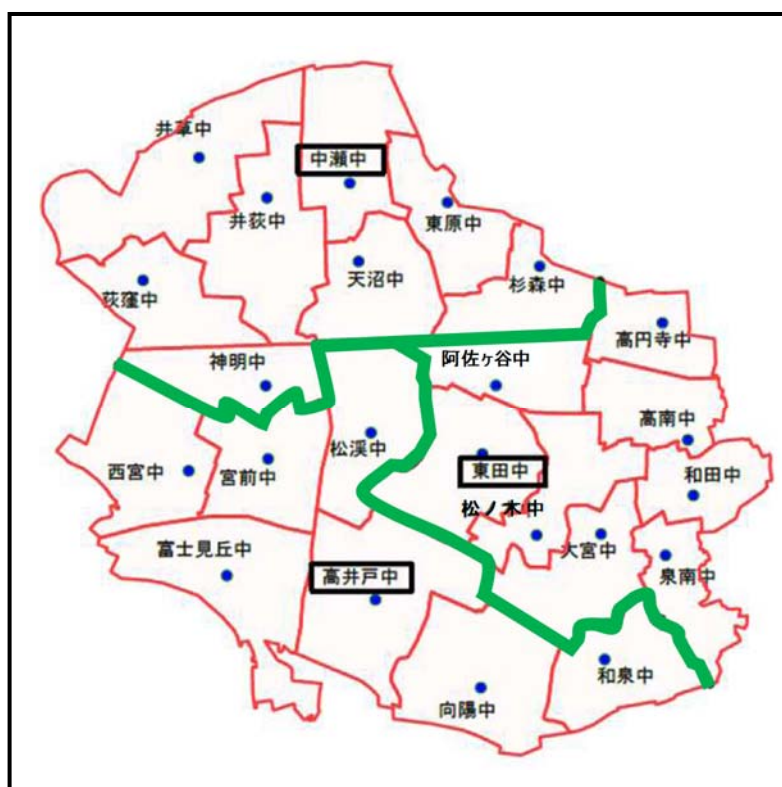 井草中
中瀬中
井荻中
東原中
天沼中
杉森中
荻窪中
高円寺中
神明中
阿佐ヶ谷中
高南中
松溪中
西宮中
宮前中
東田中
和田中
松ノ木中
大宮中
富士見丘中
高井戸中
泉南中
和泉中
向陽中